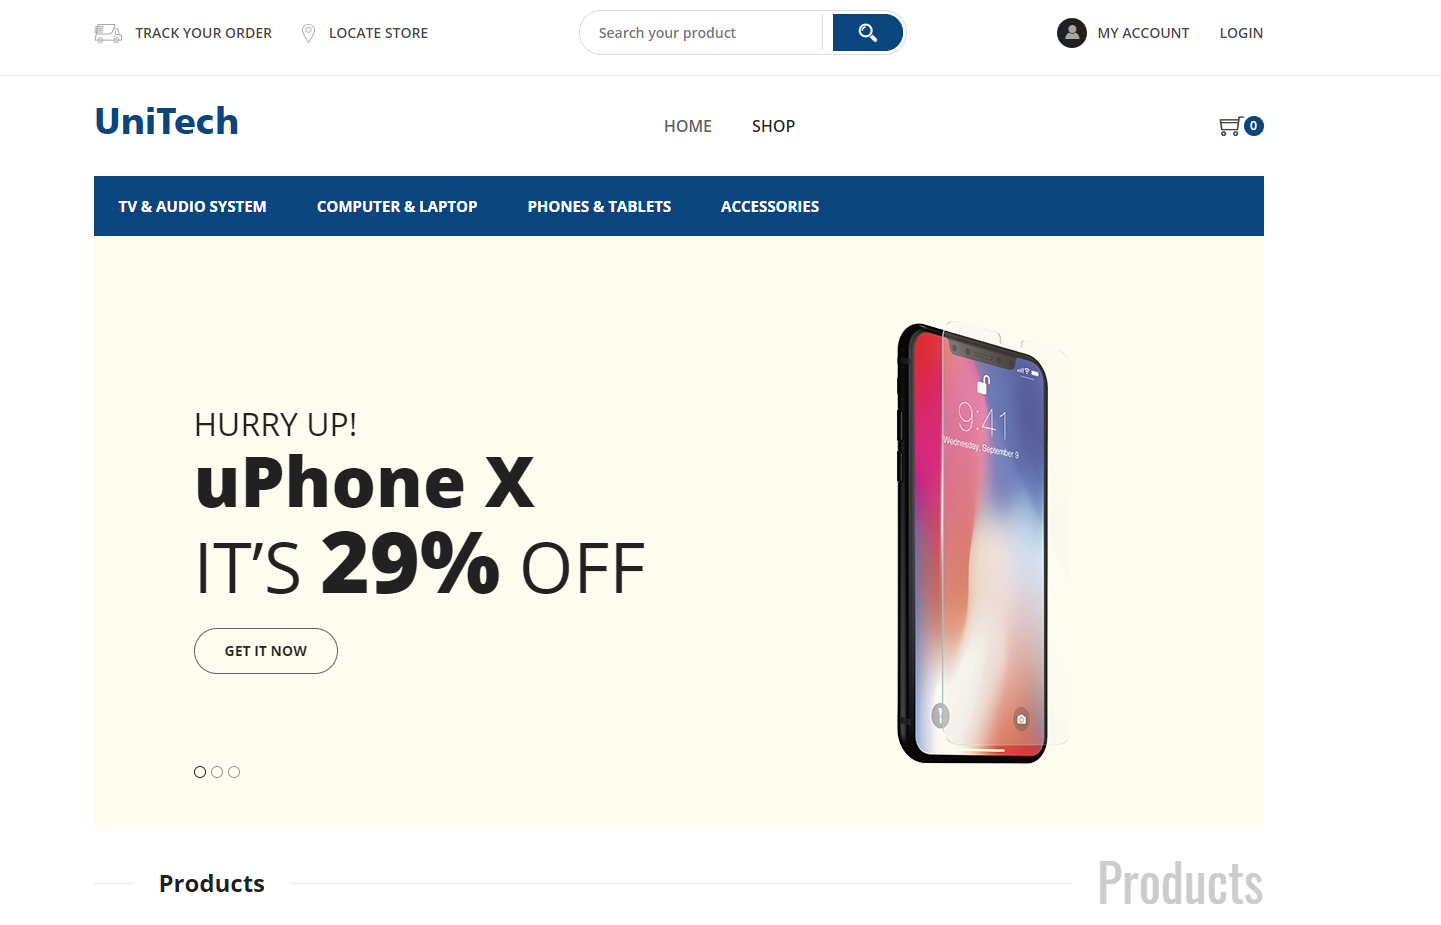 TRACK YOUR ORDER
LOCATE STORE
Search your product
MY ACCOUNT
LOGIN
UniTech
HOME
SHOP
0
TV & AUDIO SYSTEM
COMPUTER & LAPTOP
PHONES & TABLETS
ACCESSORIES
HURRY UP!
uPhone X
IT’S 29% OFF
GET IT NOW
9:41
Wednesday, September 9
Products
Products